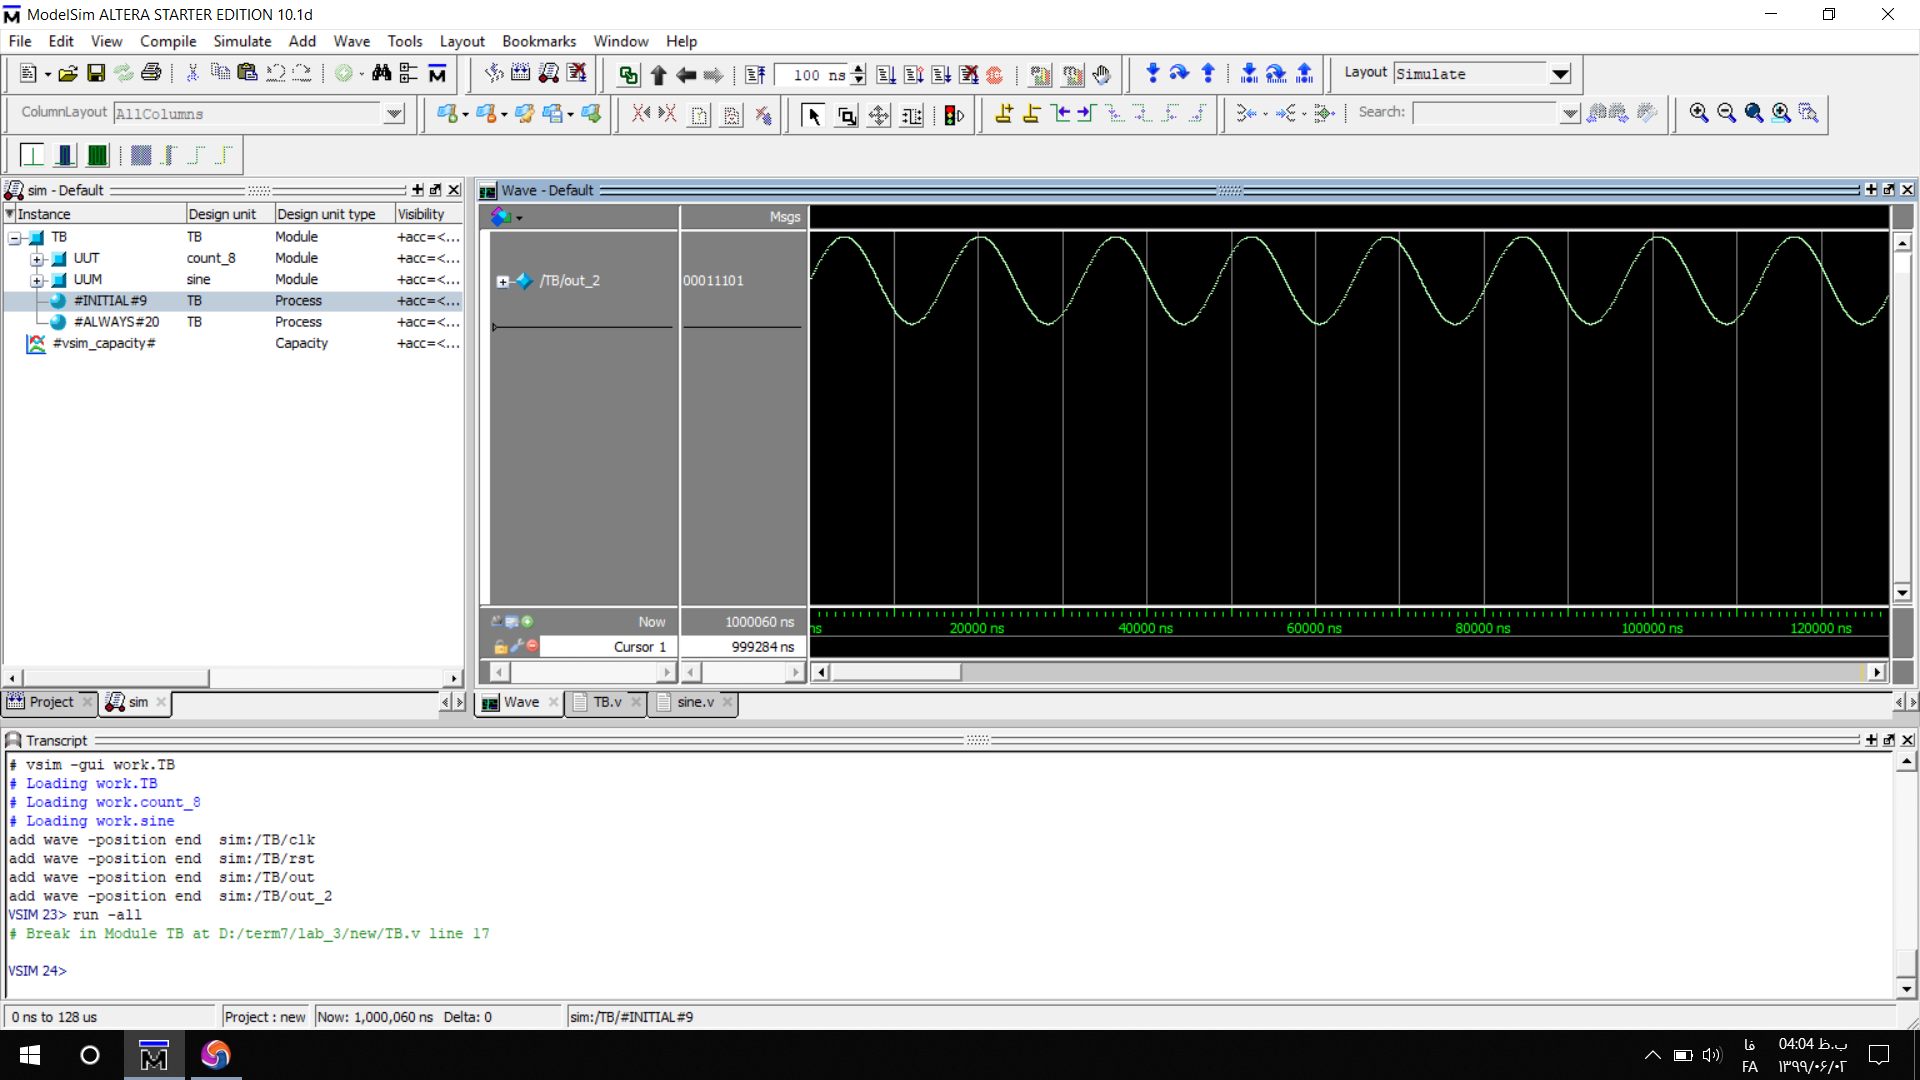 ModelSim ALTERA STARTER EDITION 10.1d
File Edit View Compile Simulate Add Wave Tools Layout Bookmarks Window Help
100 ns
Layout Simulate
ColumnLayout AllColumns
Search:
sim - Default
Instance Design unit Design unit type Visibility
TB TB Module +acc=<...
UUT count_8 Module +acc=<...
UUM sine Module +acc=<...
#INITIAL#9 TB Process +acc=<...
#ALWAYS#20 TB Process +acc=<...
#vsim_capacity# Capacity +acc=<...
Project sim
Wave - Default
Msgs
/TB/out_2 00011101
Now 1000060 ns
Cursor 1 999284 ns
ns 20000 ns 40000 ns 60000 ns 80000 ns 100000 ns 120000 ns
Wave TB.v sine.v
Transcript
# vsim -gui work.TB
# Loading work.TB
# Loading work.count_8
# Loading work.sine
add wave -position end  sim:/TB/clk
add wave -position end  sim:/TB/rst
add wave -position end  sim:/TB/out
add wave -position end  sim:/TB/out_2
VSIM 23> run -all
# Break in Module TB at D:/term7/lab_3/new/TB.v line 17
VSIM 24>
0 ns to 128 us Project : new Now: 1,000,060 ns Delta: 0 sim:/TB/#INITIAL#9
فا
FA
04:04 ب.ظ
۱۳۹۹/۰۶/۰۲